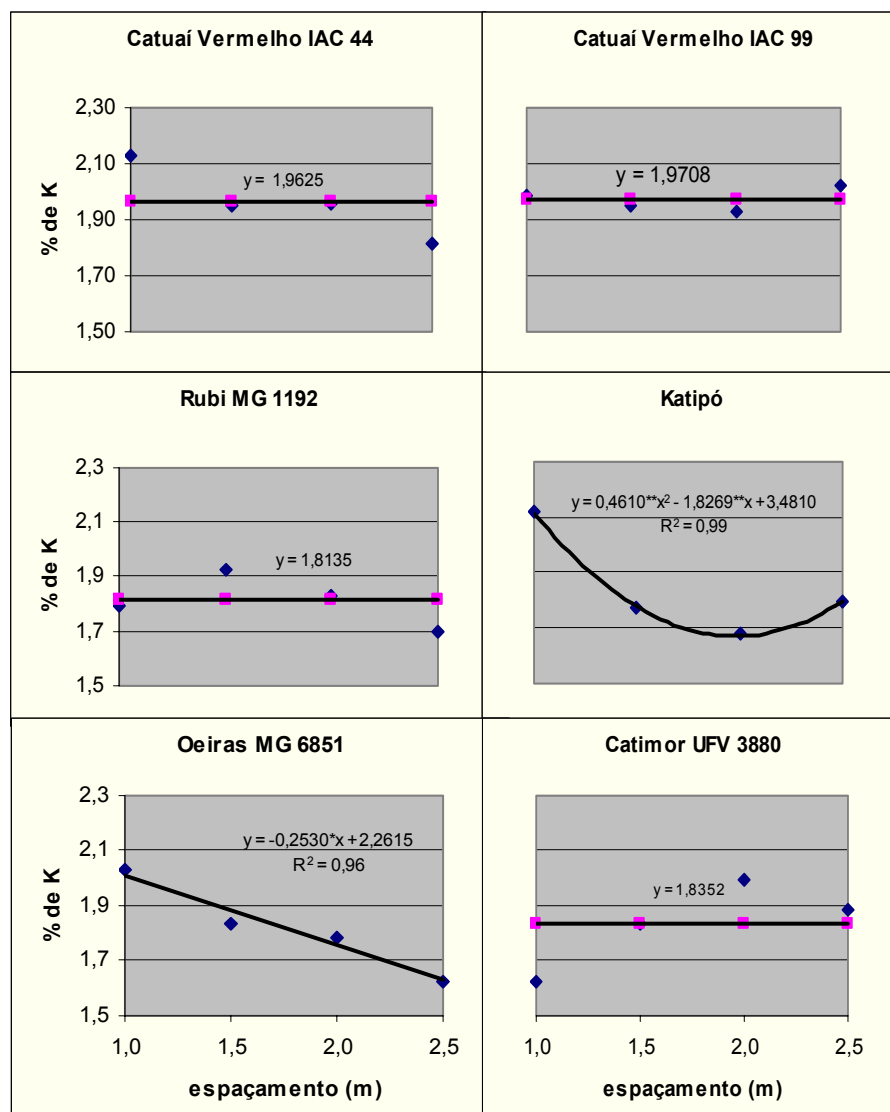 Catuaí Vermelho IAC 44
% de K
2,30
2,10
1,90
1,70
1,50
y = 1,9625
Catuaí Vermelho IAC 99
y = 1,9708
Rubi MG 1192
% de K
2,3
2,1
1,9
1,7
1,5
y = 1,8135
Katipó
y = 0,4610**x² - 1,8269**x + 3,4810
R² = 0,99
Oeiras MG 6851
% de K
2,3
2,1
1,9
1,7
1,5
y = -0,2530*x + 2,2615
R² = 0,96
1,0 1,5 2,0 2,5
espaçamento (m)
Catimor UFV 3880
y = 1,8352
1,0 1,5 2,0 2,5
espaçamento (m)